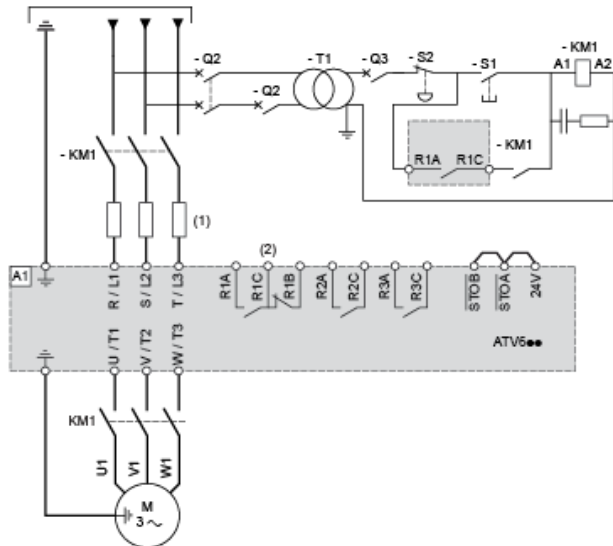 - Q2
- T1
- Q3
- S2
- S1
A1
- KM1
A2
- Q2
- KM1
R1A
R1C
- KM1
(1)
(2)
A1
R / L1
S / L2
T / L3
R1A
R1C
R1B
R2A
R2C
R3A
R3C
STOB
STOA
24V
U / T1
V / T2
W / T3
ATV6●●
KM1
U1
V1
W1
M
3 ~